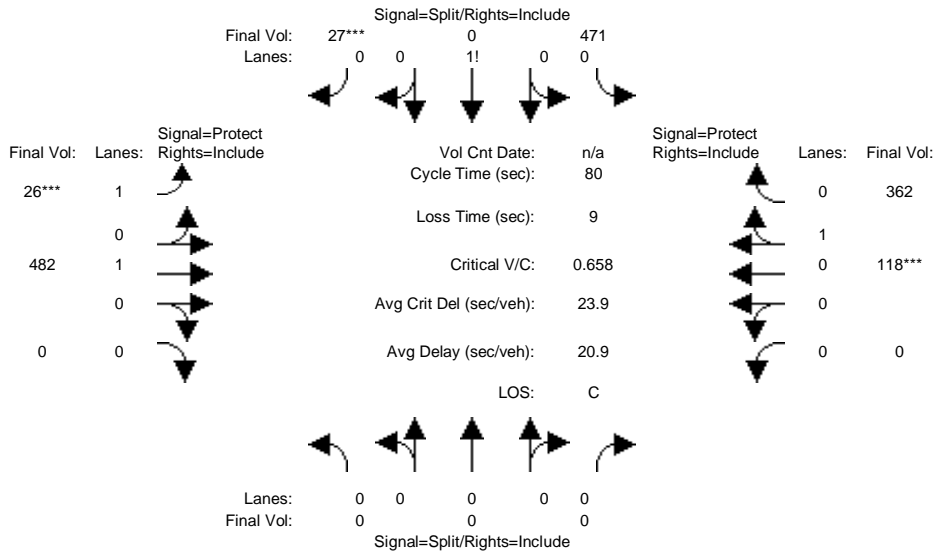 Signal=Split/Rights=Include
Final Vol: 27*** 0 471
Lanes: 0 0 1! 0 0
Signal=Protect Signal=Protect
Final Vol: Lanes: Rights=Include Vol Cnt Date: n/a Rights=Include Lanes: Final Vol:
Cycle Time (sec): 80
26*** 1 0 362
Loss Time (sec): 9
0 1
482 1 Critical V/C: 0.658 0 118***
0 Avg Crit Del (sec/veh): 23.9 0
0 0 Avg Delay (sec/veh): 20.9 0 0
LOS: C
Lanes: 0 0 0 0 0
Final Vol: 0 0 0
Signal=Split/Rights=Include